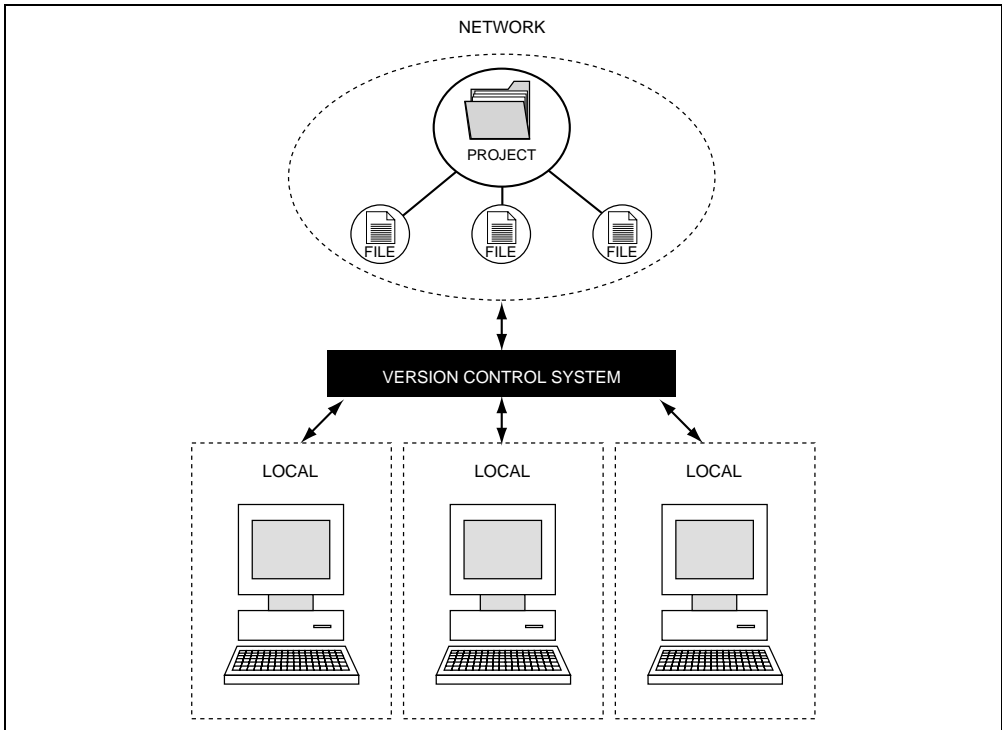 NETWORK
PROJECT
FILE
FILE
FILE
VERSION CONTROL SYSTEM
LOCAL
LOCAL
LOCAL